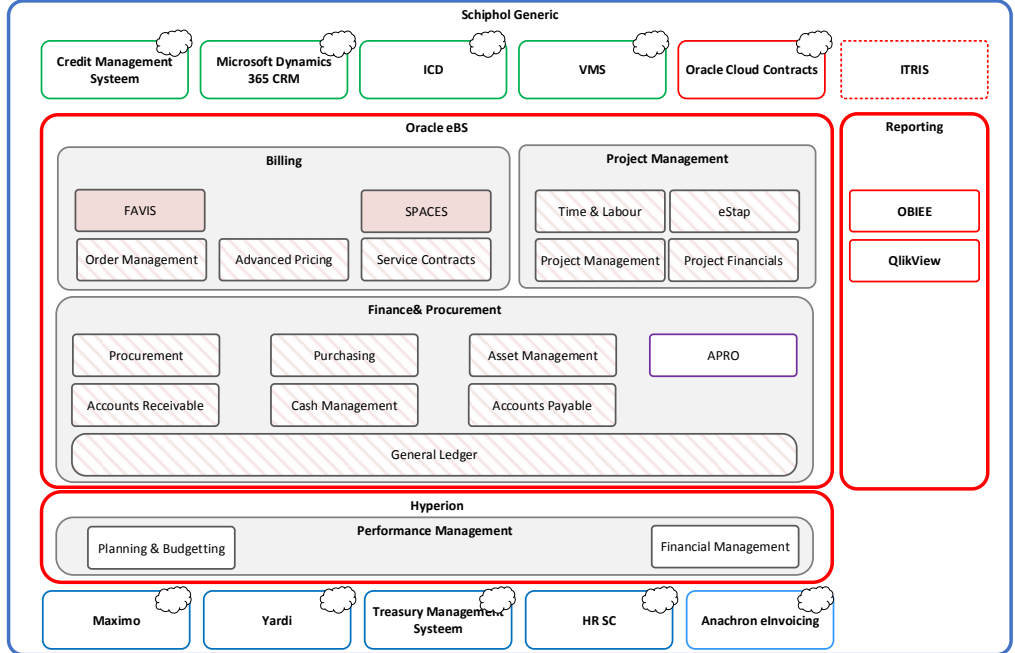 Schiphol Generic
Credit Management
Systeem
Microsoft Dynamics
365 CRM
ICD
VMS
Oracle Cloud Contracts
ITRIS
Oracle eBS
Reporting
Billing
Project Management
FAVIS
SPACES
Time & Labour
eStap
OBIEE
Order Management
Advanced Pricing
Service Contracts
Project Management
Project Financials
QlikView
Finance& Procurement
Procurement
Purchasing
Asset Management
APRO
Accounts Receivable
Cash Management
Accounts Payable
General Ledger
Hyperion
Performance Management
Planning & Budgetting
Financial Management
Maximo
Yardi
Treasury Management
Systeem
HR SC
Anachron eInvoicing